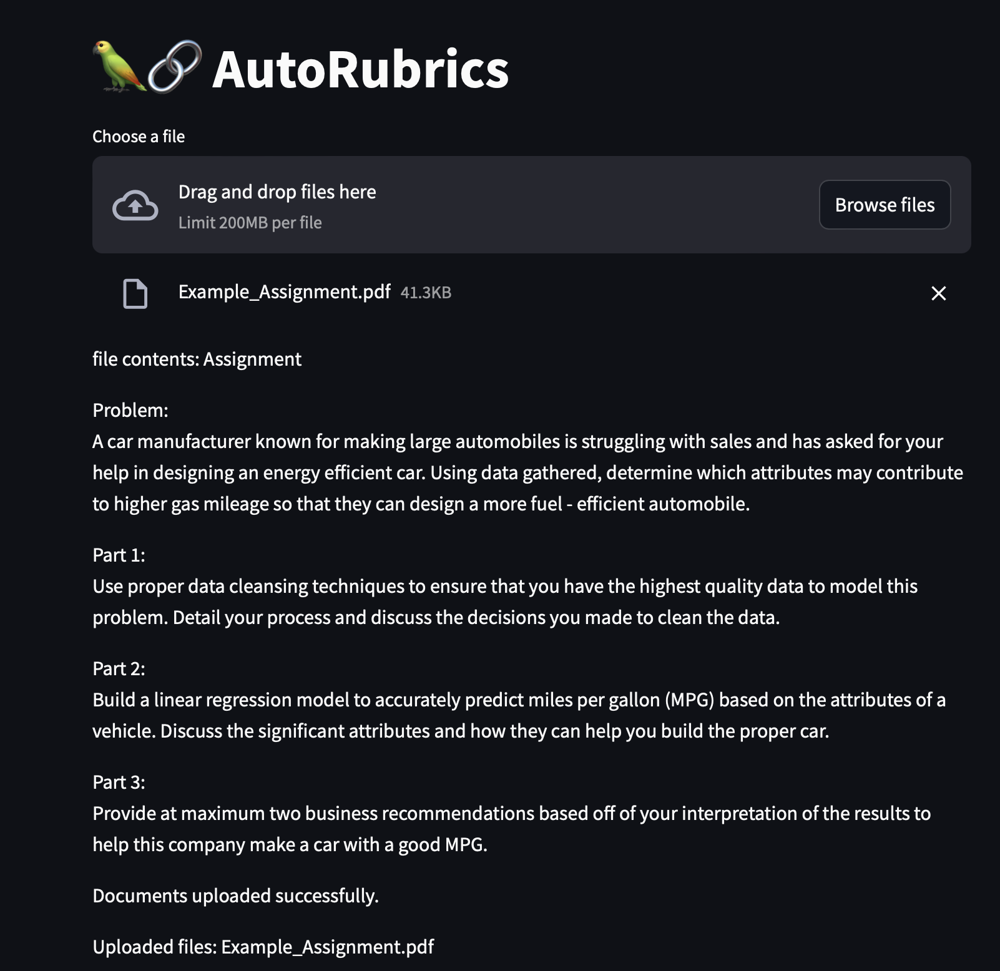 AutoRubrics
Choose a file
Drag and drop files here
Limit 200MB per file
Browse files
Example_Assignment.pdf 41.3KB
file contents: Assignment
Problem:
A car manufacturer known for making large automobiles is struggling with sales and has asked for your
help in designing an energy efficient car. Using data gathered, determine which attributes may contribute
to higher gas mileage so that they can design a more fuel - efficient automobile.
Part 1:
Use proper data cleansing techniques to ensure that you have the highest quality data to model this
problem. Detail your process and discuss the decisions you made to clean the data.
Part 2:
Build a linear regression model to accurately predict miles per gallon (MPG) based on the attributes of a
vehicle. Discuss the significant attributes and how they can help you build the proper car.
Part 3:
Provide at maximum two business recommendations based off of your interpretation of the results to
help this company make a car with a good MPG.
Documents uploaded successfully.
Uploaded files: Example_Assignment.pdf